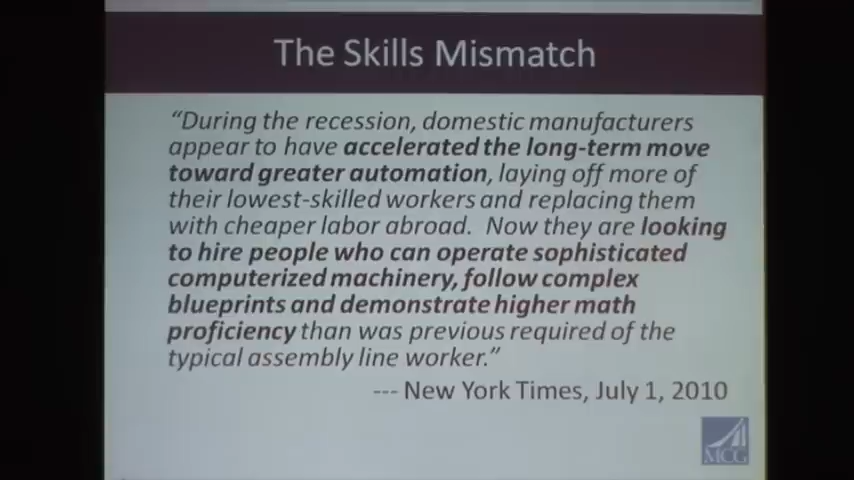 The Skills Mismatch
“During the recession, domestic manufacturers
appear to have accelerated the long-term move
toward greater automation, laying off more of
their lowest-skilled workers and replacing them
with cheaper labor abroad. Now they are looking
to hire people who can operate sophisticated
computerized machinery, follow complex
blueprints and demonstrate higher math
proficiency than was previous required of the
typical assembly line worker.”
--- New York Times, July 1, 2010
MCG